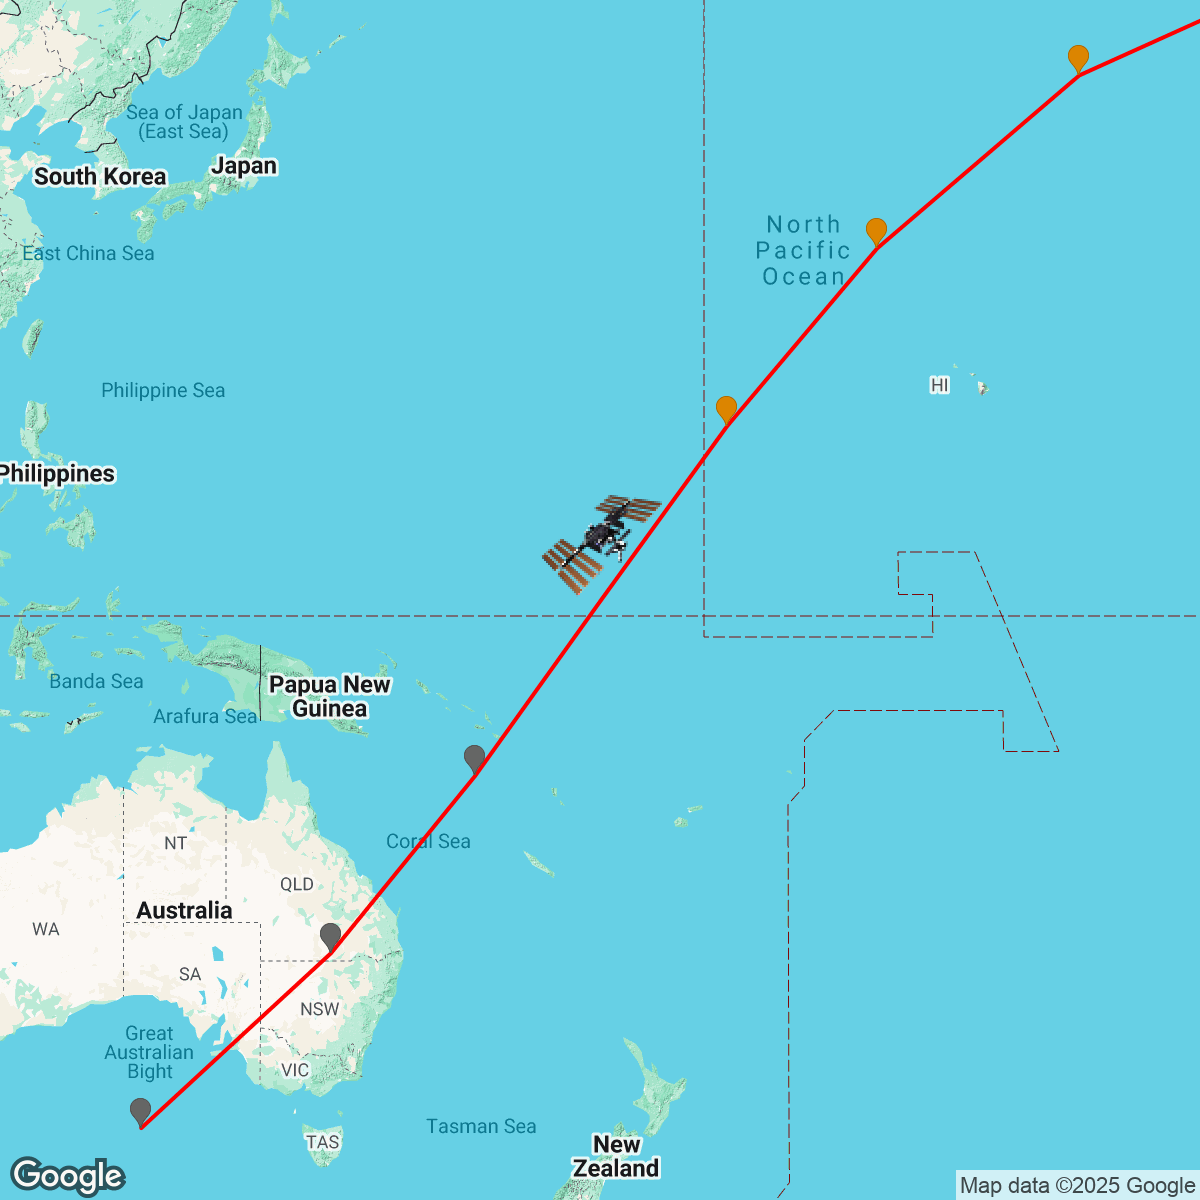 Sea of Japan
(East Sea)
Japan
South Korea
East China Sea
North
Pacific
Ocean
Philippine Sea
HI
Philippines
Banda Sea
Papua New
Guinea
Arafura Sea
Coral Sea
NT
QLD
Australia
WA
SA
NSW
Great
Australian
Bight
VIC
TAS
Tasman Sea
New
Zealand
Google
Map data ©2025 Google